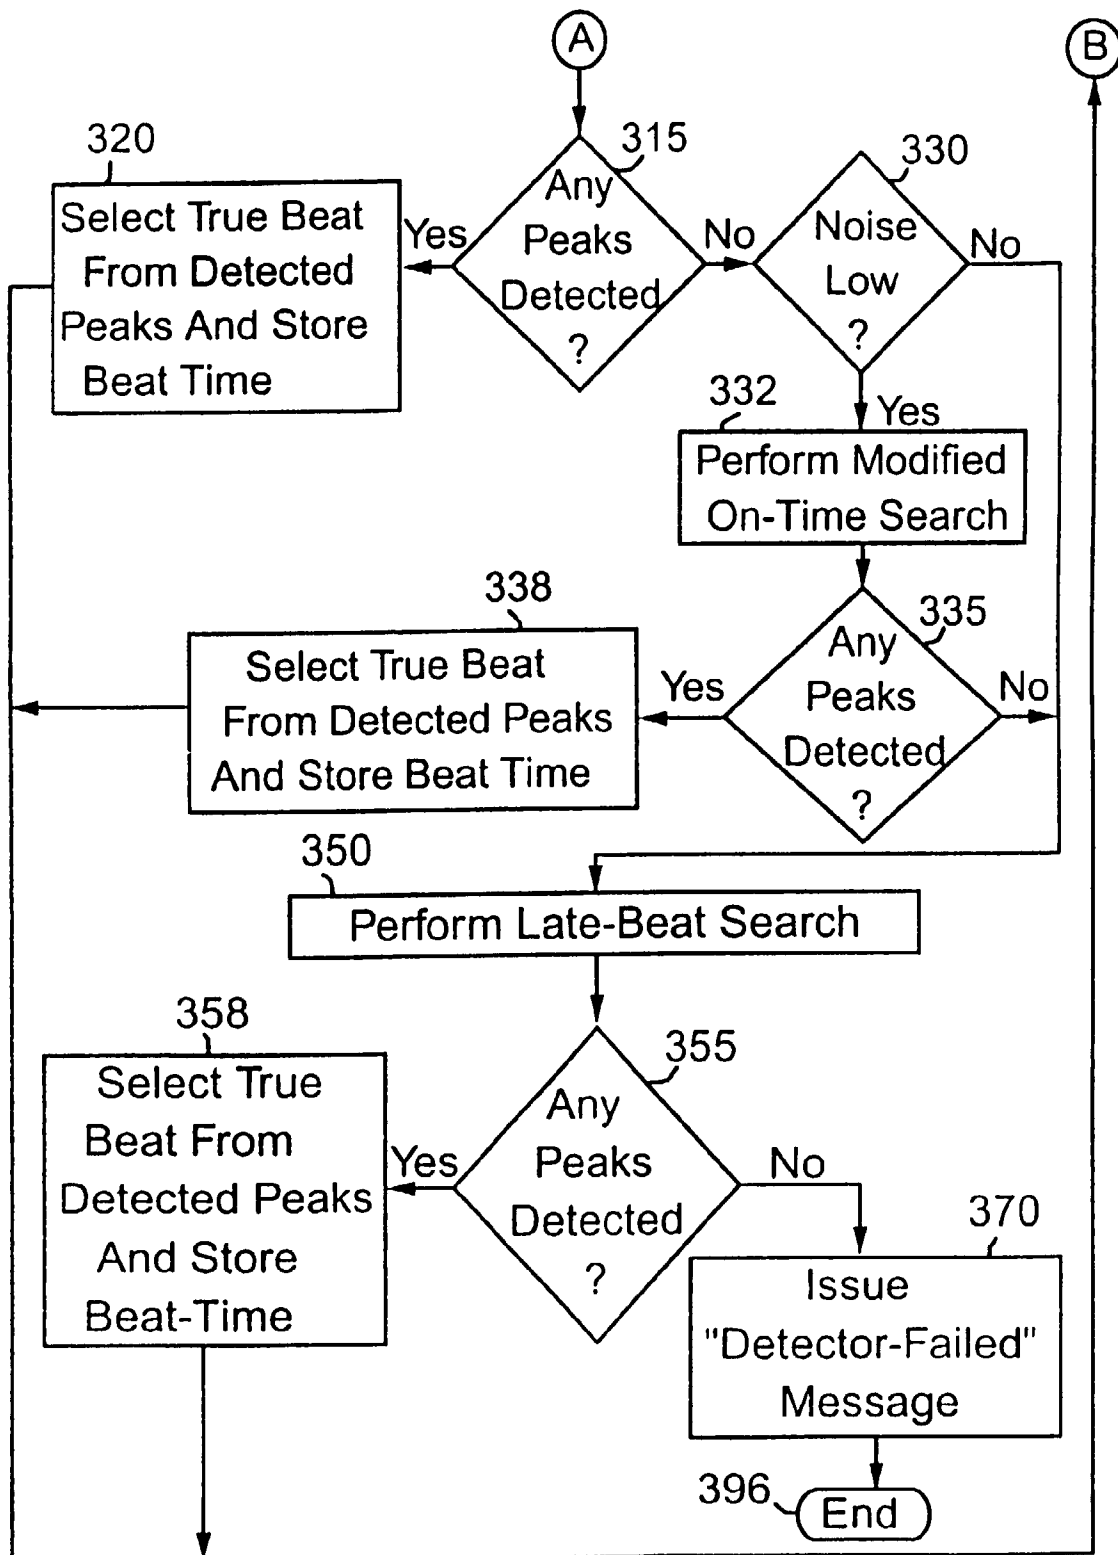 A
B
320
315
330
Select True Beat
From Detected
Peaks And Store
Beat Time
Yes
Any
Peaks
Detected
?
No
Noise
Low
?
No
332
Yes
Perform Modified
On-Time Search
338
335
Select True Beat
From Detected Peaks
And Store Beat Time
Yes
Any
Peaks
Detected
?
No
350
Perform Late-Beat Search
358
355
Select True
Beat From
Detected Peaks
And Store
Beat-Time
Yes
Any
Peaks
Detected
?
No
370
Issue
"Detector-Failed"
Message
396
End